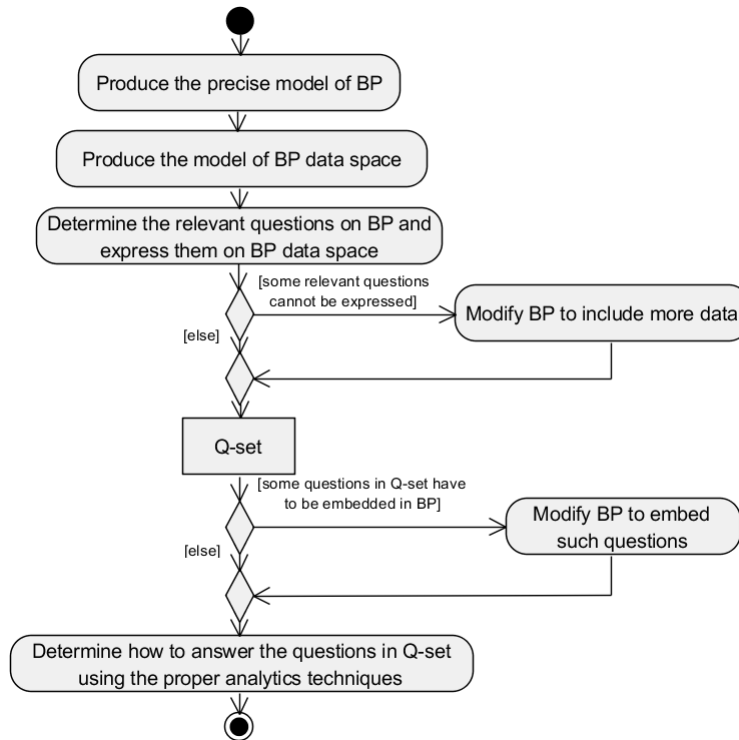 Produce the precise model of BP
Produce the model of BP data space
Determine the relevant questions on BP and
express them on BP data space
[some relevant questions
cannot be expressed]
Modify BP to include more data
[else]
Q-set
[some questions in Q-set have
to be embedded in BP]
Modify BP to embed
such questions
[else]
Determine how to answer the questions in Q-set
using the proper analytics techniques